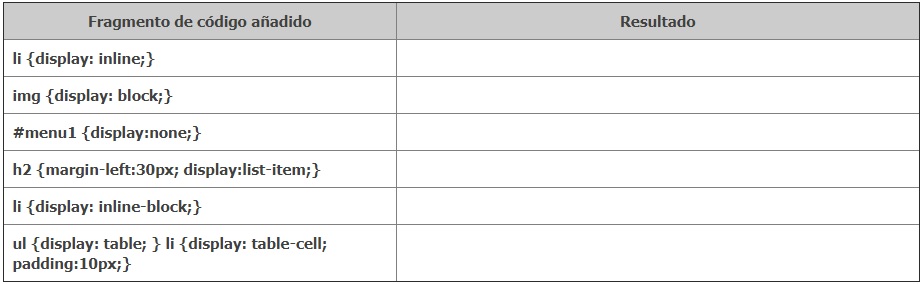 Fragmento de código añadido
Resultado
li {display: inline;}
img {display: block;}
#menu1 {display:none;}
h2 {margin-left:30px; display:list-item;}
li {display: inline-block;}
ul {display: table; } li {display: table-cell;
padding:10px;}